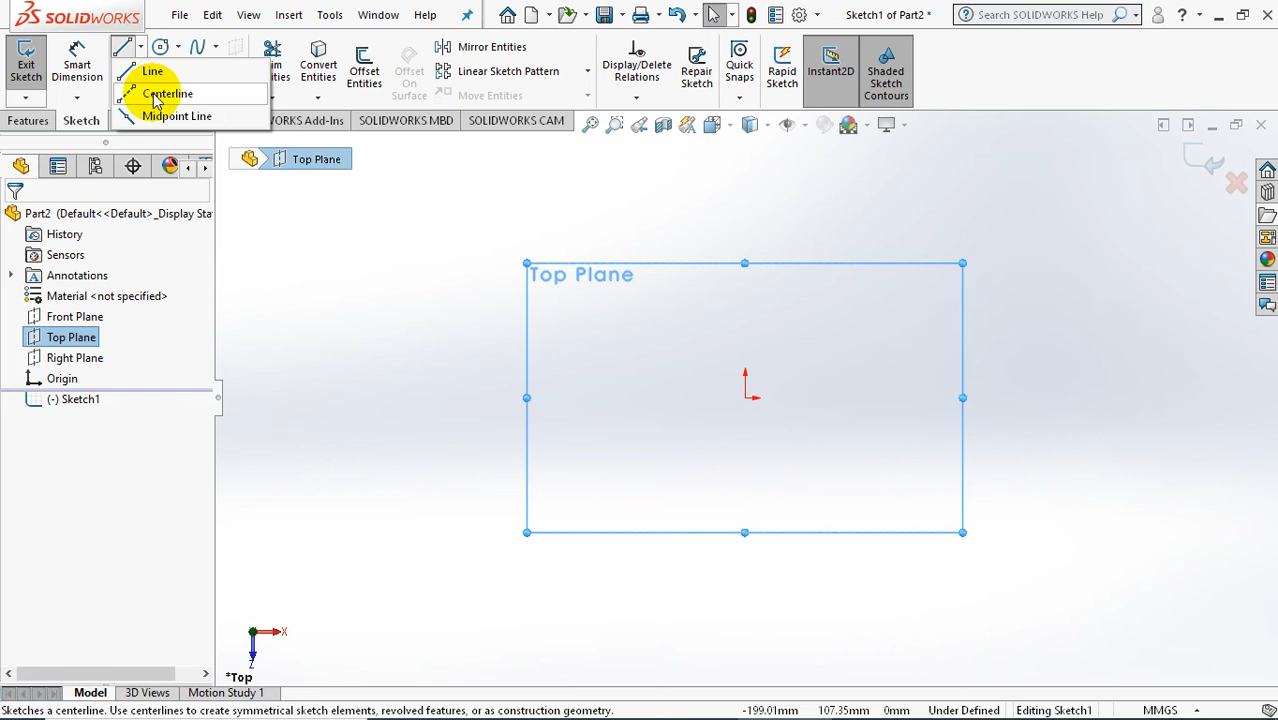 SOLIDWORKS
File
Edit
View
Insert
Tools
Window
Help
Sketch1 of Part2 *
Search SOLIDWORKS Help
Exit Sketch
Smart Dimension
Line
Centerline
Midpoint Line
Entities
Convert Entities
Offset Entities
Offset On Surface
Mirror Entities
Linear Sketch Pattern
Move Entities
Display/Delete Relations
Repair Sketch
Quick Snaps
Rapid Sketch
Instant2D
Shaded Sketch Contours
Features
Sketch
RKS Add-Ins
SOLIDWORKS MBD
SOLIDWORKS CAM
Top Plane
Part2 (Default<<Default>_Display Sta
History
Sensors
Annotations
Material <not specified>
Front Plane
Top Plane
Right Plane
Origin
(-) Sketch1
Top Plane
X
Z
*Top
Model
3D Views
Motion Study 1
Sketches a centerline. Use centerlines to create symmetrical sketch elements, revolved features, or as construction geometry.
-199.01mm
107.35mm
0mm
Under Defined
Editing Sketch1
MMGS